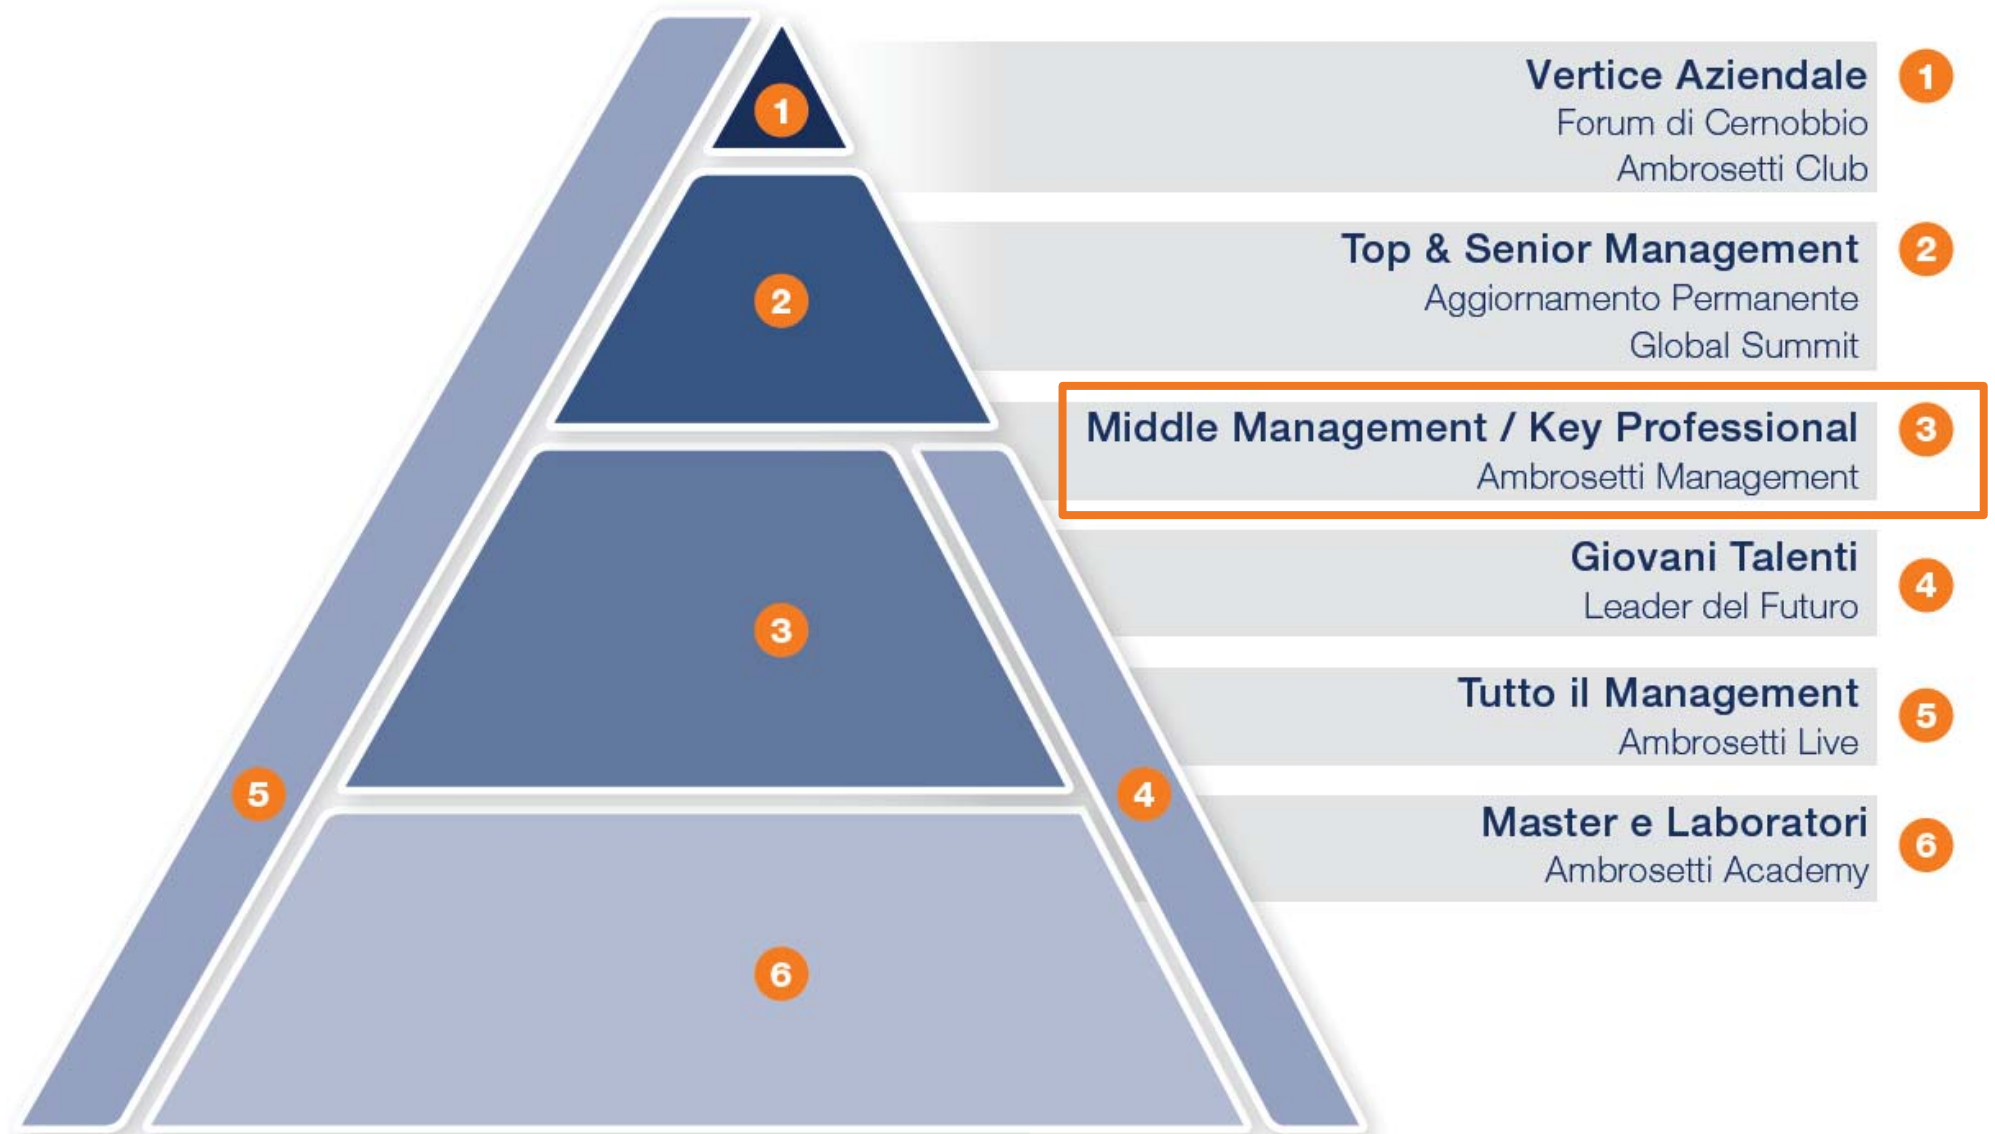 1
Vertice Aziendale 1
Forum di Cernobbio
Ambrosetti Club
2
Top & Senior Management 2
Aggiornamento Permanente
Global Summit
Middle Management / Key Professional 3
Ambrosetti Management
3
Giovani Talenti
Leader del Futuro
4
Tutto il Management
Ambrosetti Live
5
5
4
Master e Laboratori
Ambrosetti Academy
6
6